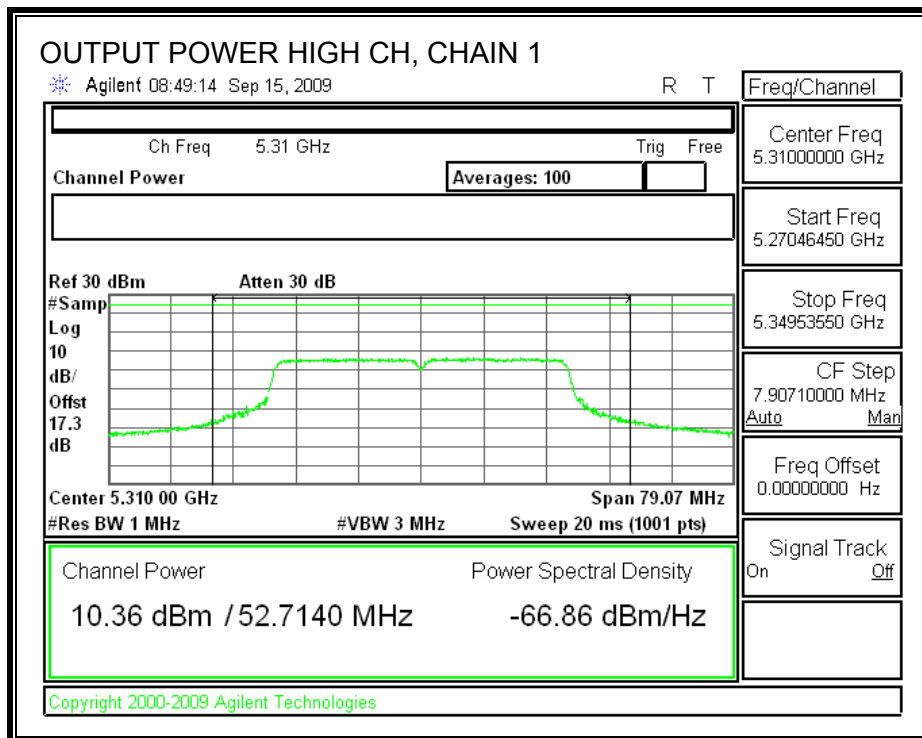 OUTPUT POWER HIGH CH, CHAIN 1
Agilent 08:49:14 Sep 15, 2009 R T
Freq/Channel
Ch Freq 5.31 GHz Trig Free
Channel Power Averages: 100
Center Freq
5.31000000 GHz
Start Freq
5.27046450 GHz
Stop Freq
5.34953550 GHz
CF Step
7.90710000 MHz
Auto Man
Freq Offset
0.00000000 Hz
Signal Track
On Off
Ref 30 dBm Atten 30 dB
#Samp
Log
10
dB/
Offst
17.3
dB
Center 5.310 00 GHz Span 79.07 MHz
#Res BW 1 MHz #VBW 3 MHz Sweep 20 ms (1001 pts)
Channel Power Power Spectral Density
10.36 dBm / 52.7140 MHz -66.86 dBm/Hz
Copyright 2000-2009 Agilent Technologies